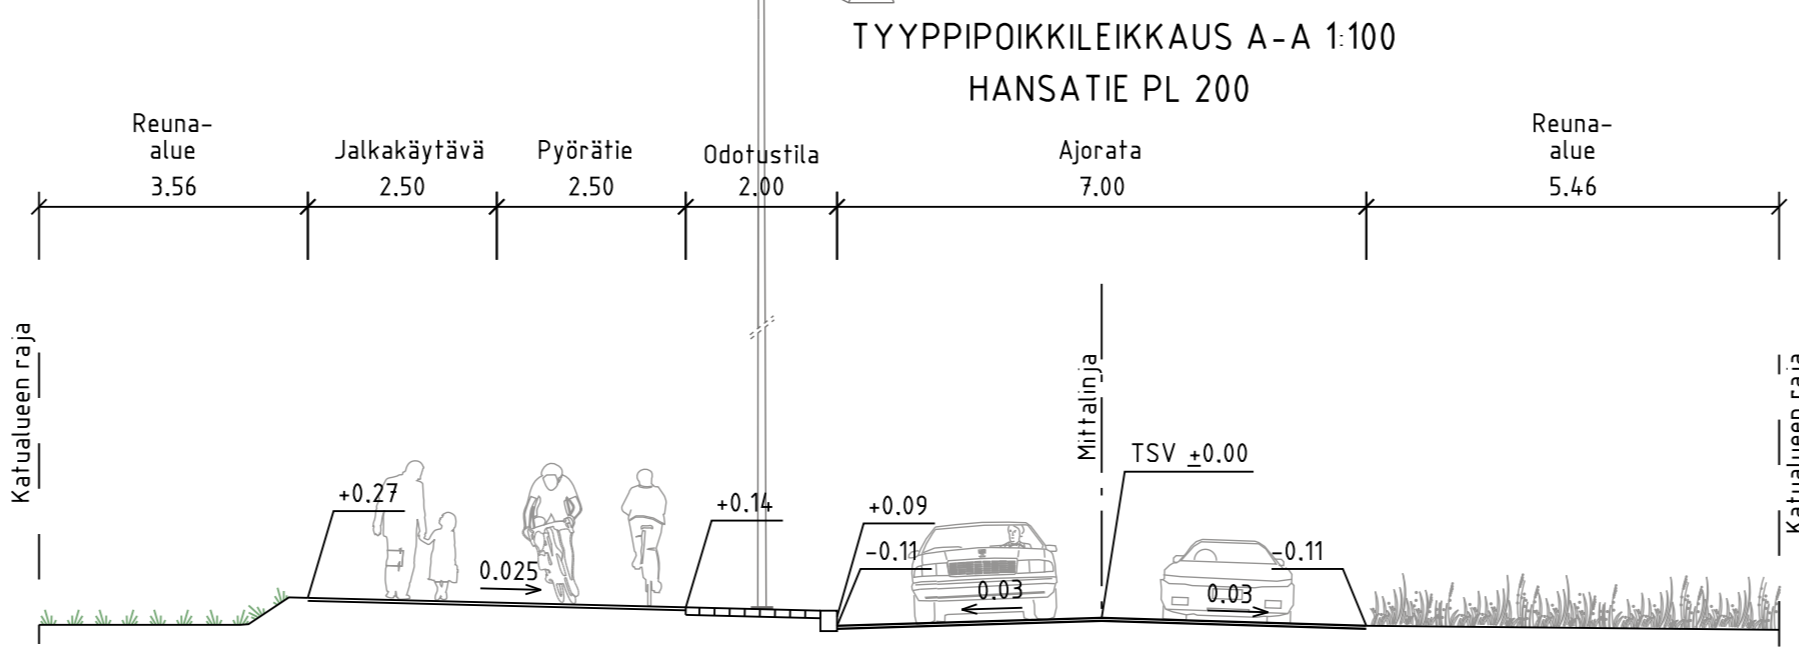 TYYPPIPOIKKILEIKKAUS A-A 1:100
HANSATIE PL 200
Reuna-
alue
3.56
Jalkakäytävä
2.50
Pyörätie
2.50
Odotustila
2.00
Ajorata
7.00
Reuna-
alue
5.46
Katualueen raja
Mittalinja
Katualueen raja
TSV ±0.00
+0.27
+0.14
+0.09
-0.11
-0.11
0.025
0.03
0.03